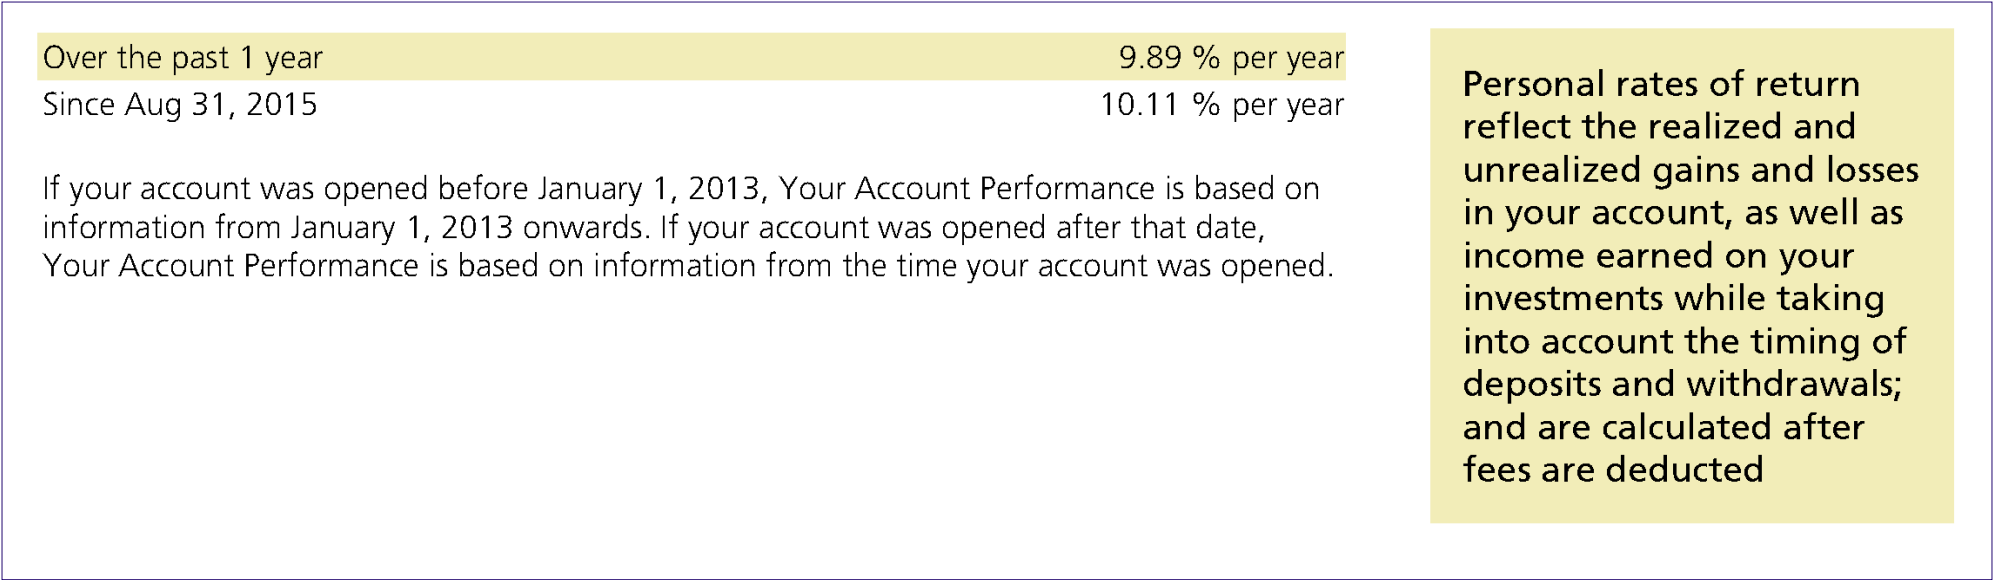 Over the past 1 year 9.89 % per year
Since Aug 31, 2015 10.11 % per year
If your account was opened before January 1, 2013, Your Account Performance is based on
information from January 1, 2013 onwards. If your account was opened after that date,
Your Account Performance is based on information from the time your account was opened.
Personal rates of return
reflect the realized and
unrealized gains and losses
in your account, as well as
income earned on your
investments while taking
into account the timing of
deposits and withdrawals;
and are calculated after
fees are deducted